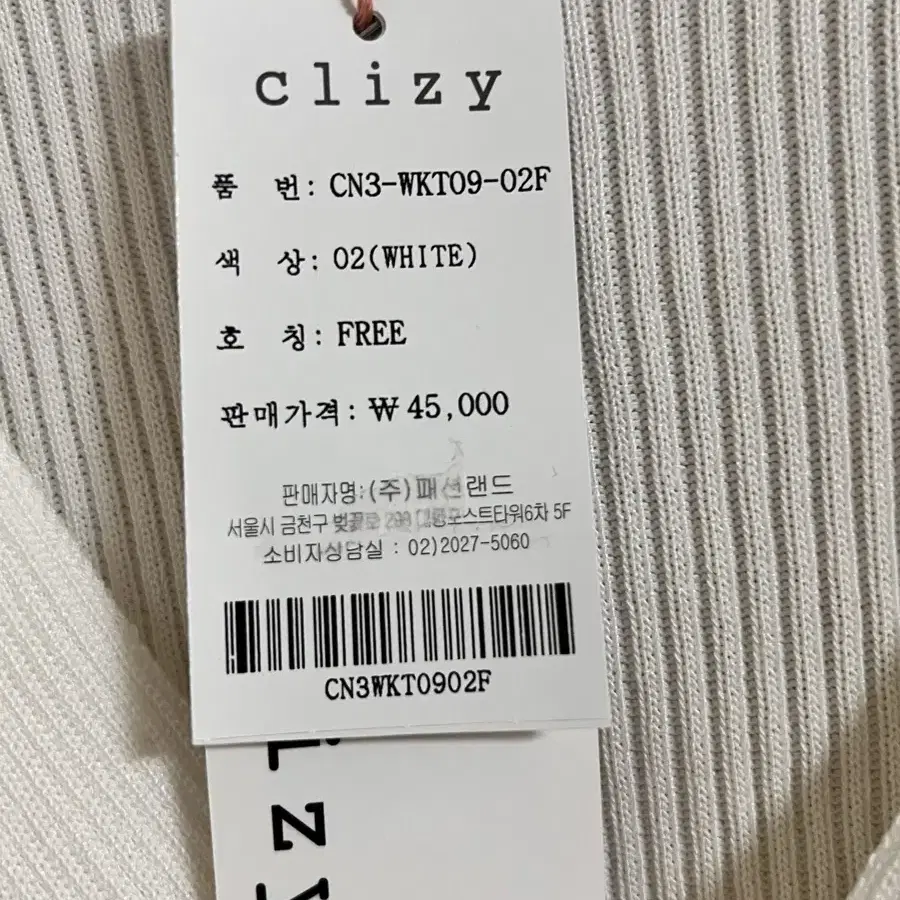 clizy
품 번: CN3-WKT09-02F
색 상: 02(WHITE)
호 칭: FREE
판매가격: ₩ 45,000
판매자명:(주)패션랜드
서울시 금천구 벚꽃로 298 대륭포스트타워6차 5F
소비자상담실 : 02)2027-5060
CN3WKT0902F
izy